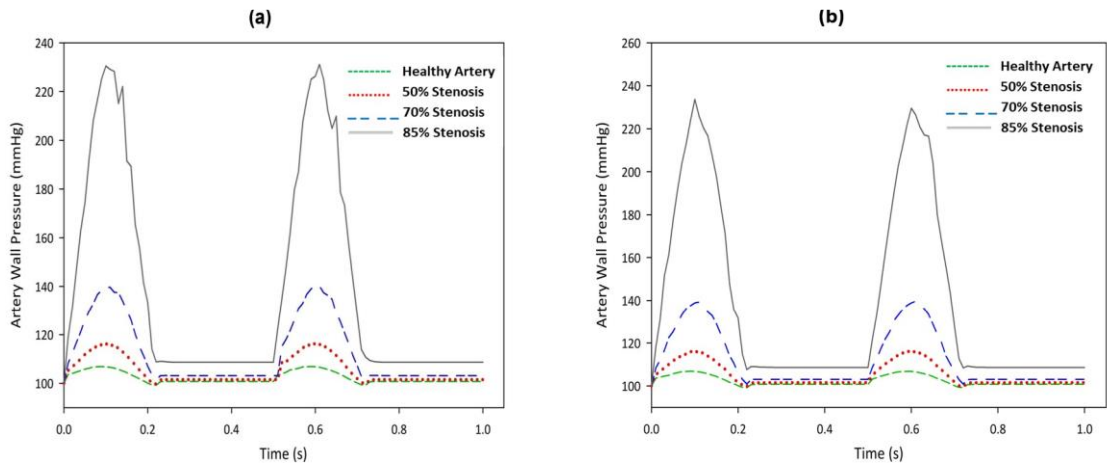 (a)
240
220
200
180
160
140
120
100
Artery Wall Pressure (mmHg)
Healthy Artery
50% Stenosis
70% Stenosis
85% Stenosis
0.0 0.2 0.4 0.6 0.8 1.0
Time (s)
(b)
260
240
220
200
180
160
140
120
100
Artery Wall Pressure (mmHg)
Healthy Artery
50% Stenosis
70% Stenosis
85% Stenosis
0.0 0.2 0.4 0.6 0.8 1.0
Time (s)